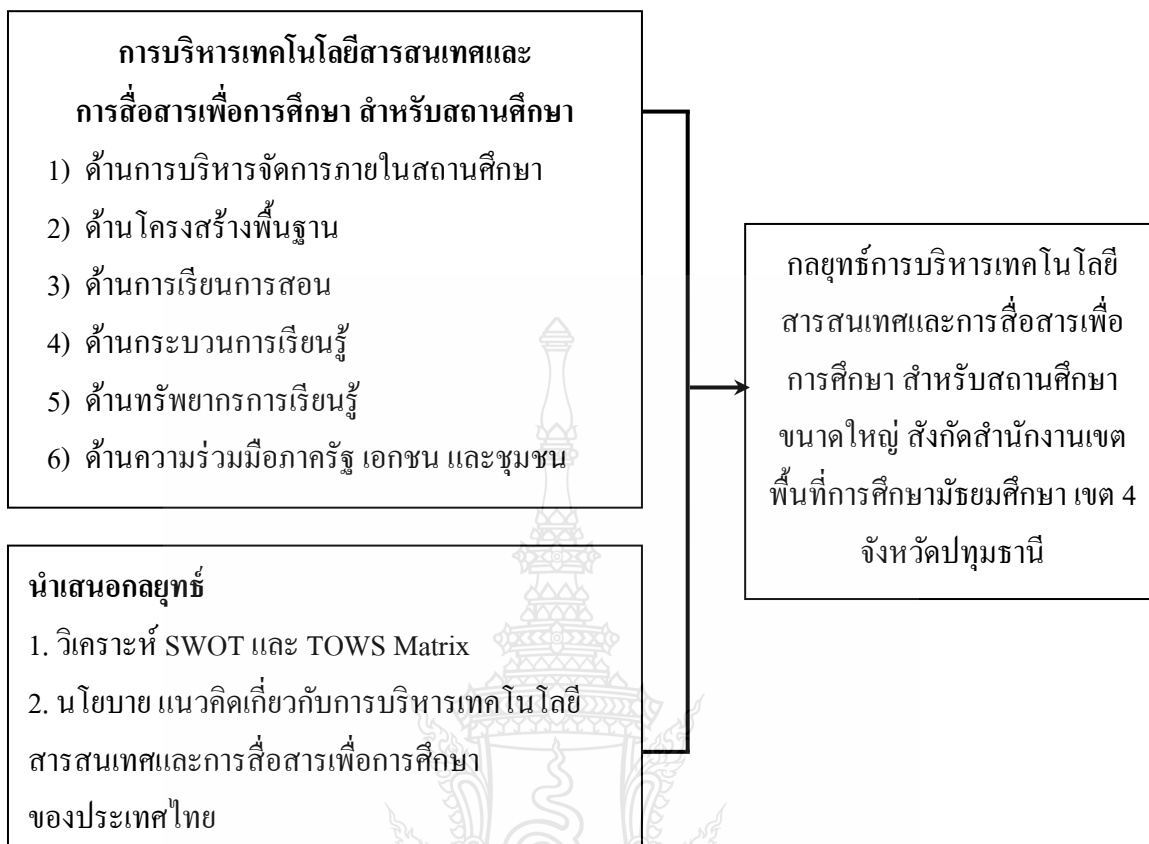 การบริหารเทคโนโลยีสารสนเทศและ
การสื่อสารเพื่อการศึกษา สำหรับสถานศึกษา
1) ด้านการบริหารจัดการภายในสถานศึกษา
2) ด้านโครงสร้างพื้นฐาน
3) ด้านการเรียนการสอน
4) ด้านกระบวนการเรียนรู้
5) ด้านทรัพยากรการเรียนรู้
6) ด้านความร่วมมือภาครัฐ เอกชน และชุมชน
นำเสนอกลยุทธ์
1. วิเคราะห์ SWOT และ TOWS Matrix
2. นโยบาย แนวคิดเกี่ยวกับการบริหารเทคโนโลยี
สารสนเทศและการสื่อสารเพื่อการศึกษา
ของประเทศไทย
กลยุทธ์การบริหารเทคโนโลยี
สารสนเทศและการสื่อสารเพื่อ
การศึกษา สำหรับสถานศึกษา
ขนาดใหญ่ สังกัดสำนักงานเขต
พื้นที่การศึกษามัธยมศึกษา เขต 4
จังหวัดปทุมธานี